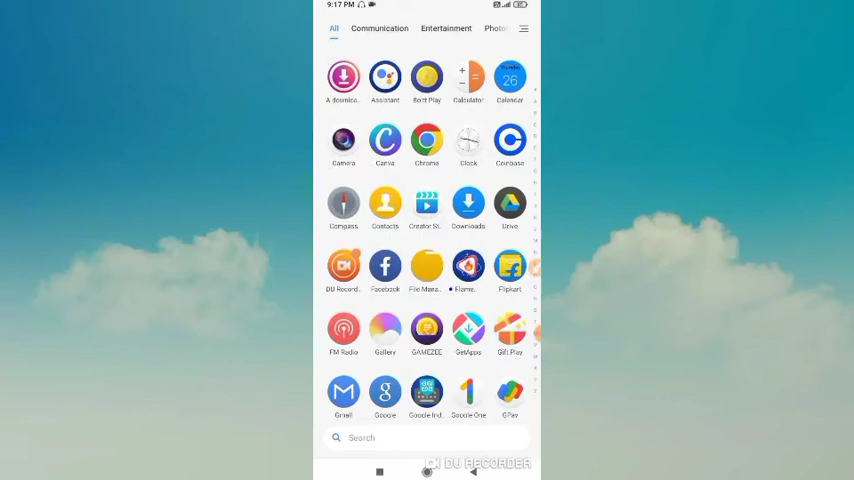 9:17 PM
All Communication Entertainment Photo
26
A downloa.. Assistant Boltt Play Calculator Calendar
Camera Canva Chrome Clock Coinbase
Compass Contacts Creator St.. Downloads Drive
DU Record.. Facebook File Mana.. Flame.. Flipkart
FM Radio Gallery GAMEZEE GetApps Gift Play
Gmail Google Google Ind.. Google One GPay
Search
DU RECORDER